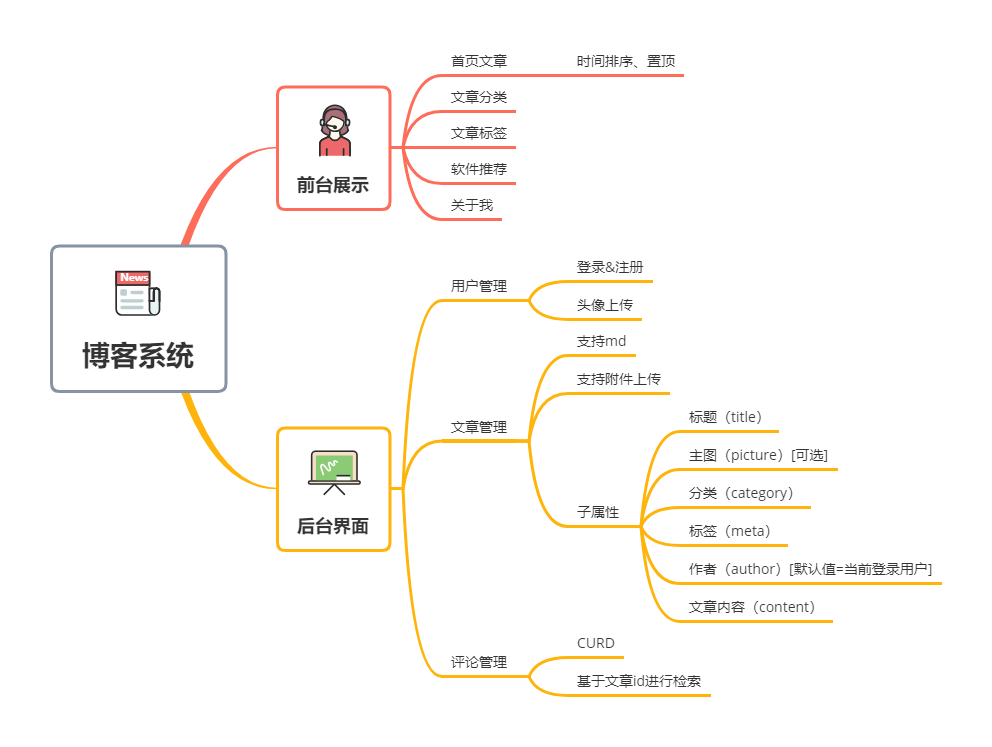 News
博客系统
前台展示
首页文章
时间排序、置顶
文章分类
文章标签
软件推荐
关于我
后台界面
用户管理
登录&注册
头像上传
文章管理
支持md
支持附件上传
子属性
标题（title）
主图（picture）[可选]
分类（category）
标签（meta）
作者（author）[默认值=当前登录用户]
文章内容（content）
评论管理
CURD
基于文章id进行检索